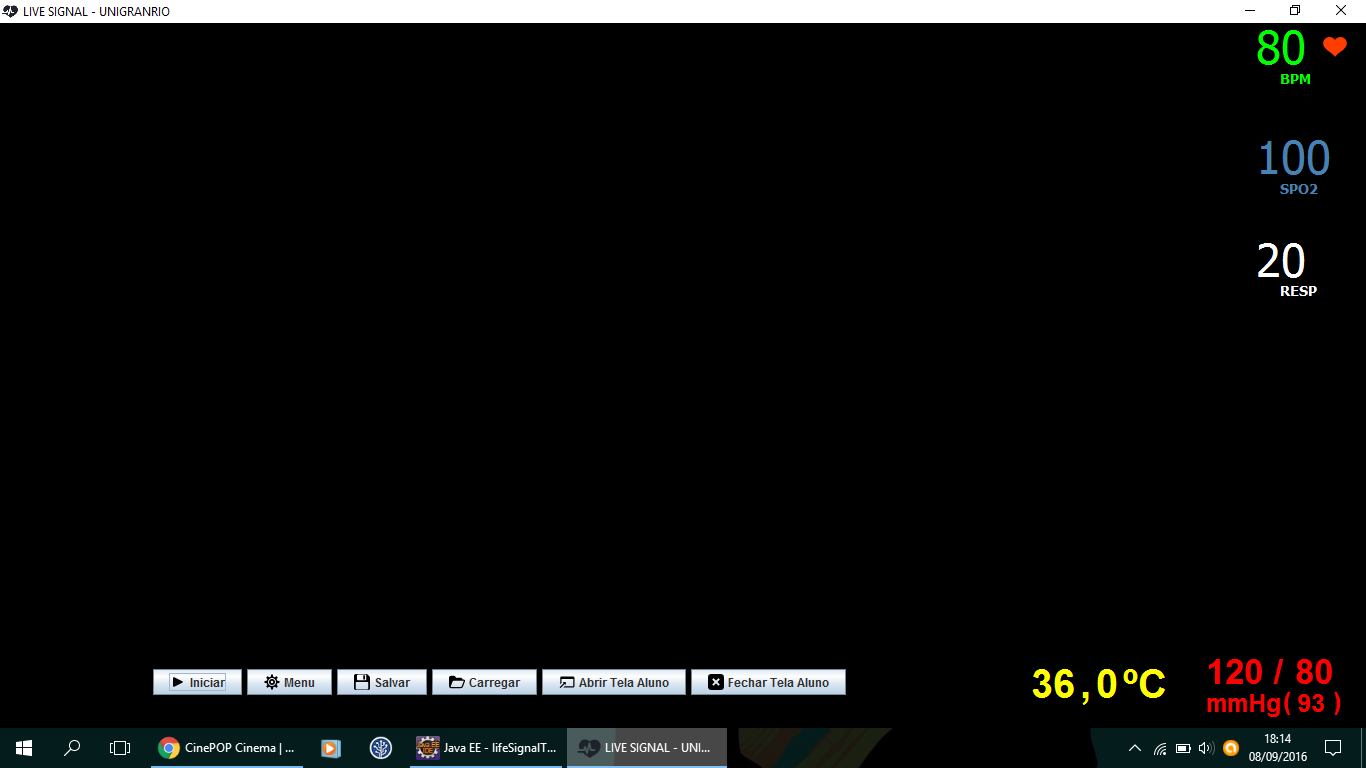 LIVE SIGNAL - UNIGRANRIO
80
BPM
100
SPO2
20
RESP
Iniciar Menu Salvar Carregar Abrir Tela Aluno Fechar Tela Aluno
36,0ºC
120 / 80
mmHg( 93 )
CinePOP Cinema | ... Java EE - lifeSignalT... LIVE SIGNAL - UNI...
18:14
08/09/2016